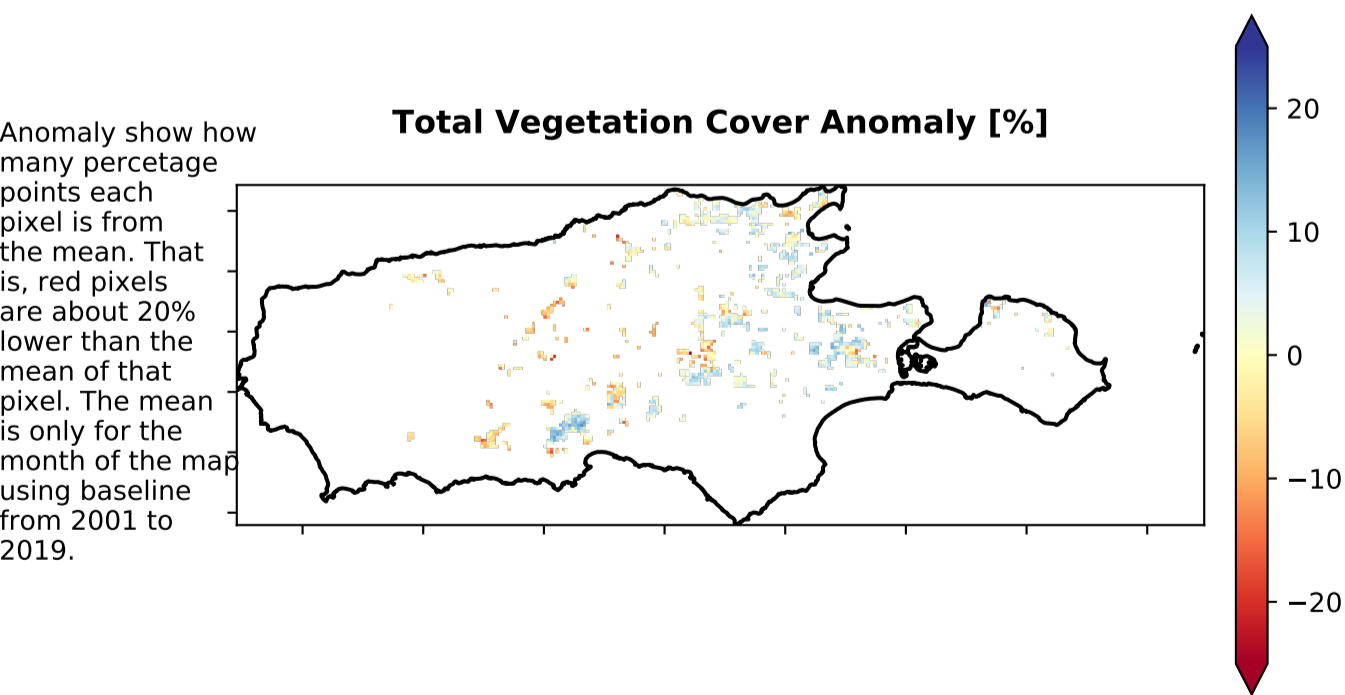 Total Vegetation Cover Anomaly [%]
Anomaly show how
many percetage
points each
pixel is from
the mean. That
is, red pixels
are about 20%
lower than the
mean of that
pixel. The mean
is only for the
month of the map
using baseline
from 2001 to
2019.
20
10
0
−10
−20